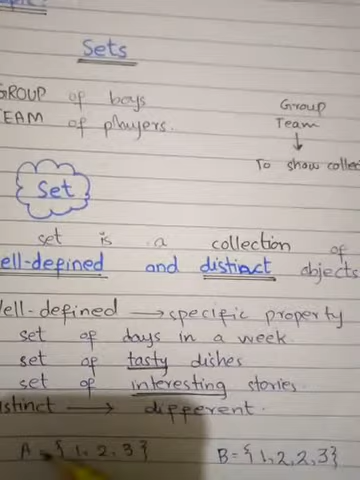 Sets
GROUP of boys
TEAM of players.
Group
Team
↓
To show collec
Set
set is a collection of
ell-defined and distinct objects
Well-defined → specific property
set of days in a week.
set of tasty dishes
set of interesting stories
istinct → different.
A = {1, 2, 3} B = {1, 2, 2, 3}